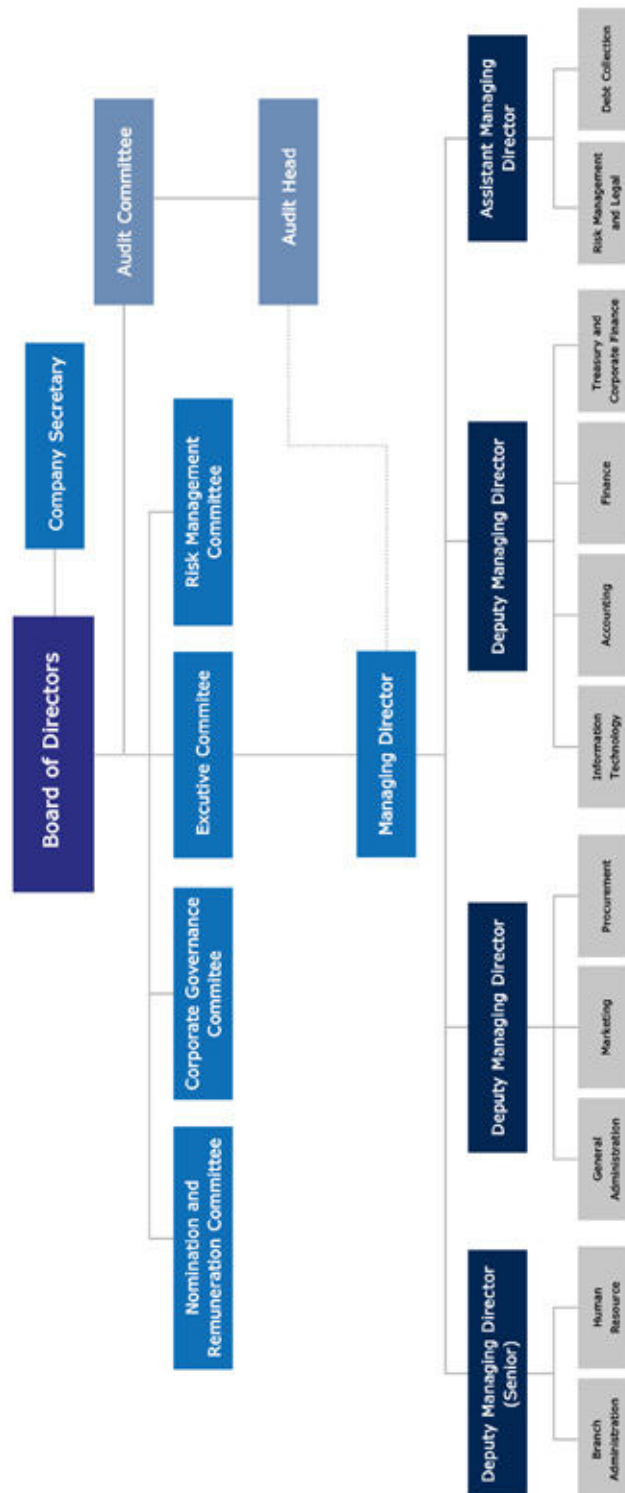 Board of Directors
Company Secretary
Audit Committee
Nomination and
Remuneration Committee
Corporate Governance
Commitee
Excutive Commitee
Risk Management
Committee
Audit Head
Managing Director
Deputy Managing Director
(Senior)
Deputy Managing Director
Deputy Managing Director
Assistant Managing
Director
Branch
Administration
Human
Resource
General
Administration
Marketing
Procurement
Information
Technology
Accounting
Finance
Treasury and
Corporate Finance
Risk Management
and Legal
Debt Collection